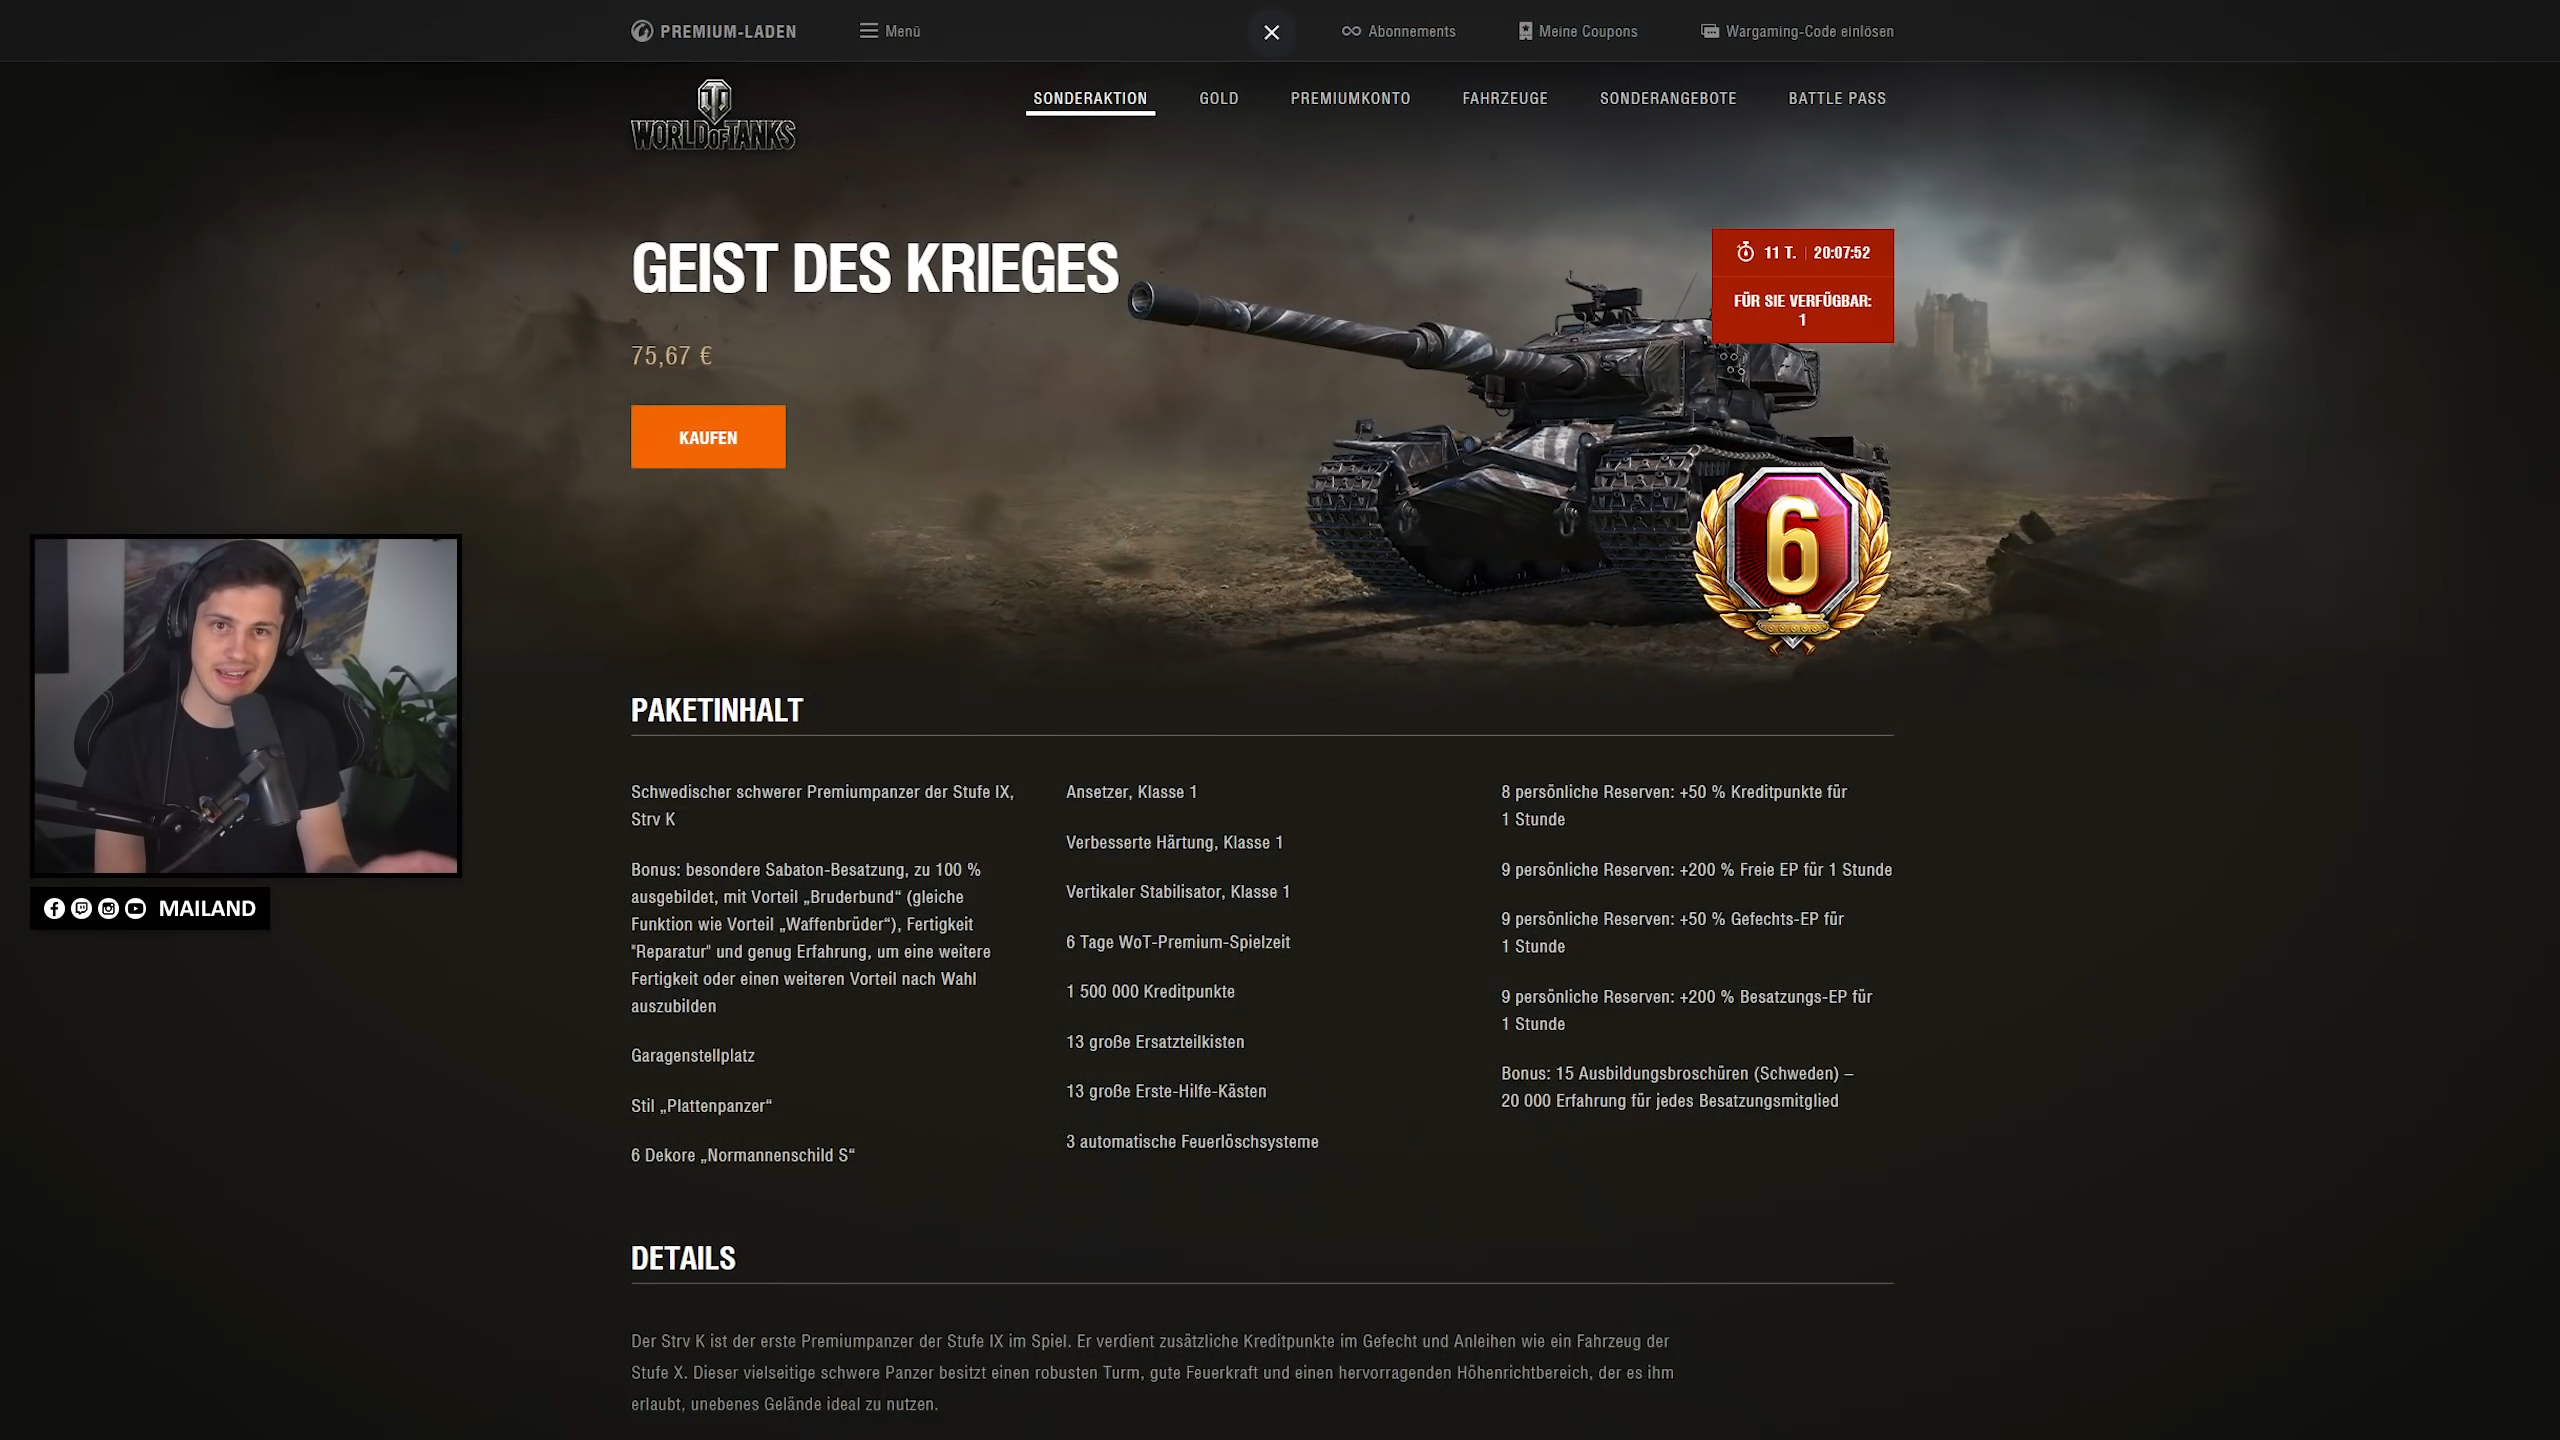 PREMIUM-LADEN
Menü
Abonnements
Meine Coupons
Wargaming-Code einlösen
WORLD OF TANKS
SONDERAKTION
GOLD
PREMIUMKONTO
FAHRZEUGE
SONDERANGEBOTE
BATTLE PASS
GEIST DES KRIEGES
75,67 €
KAUFEN
11 T. | 20:07:52
FÜR SIE VERFÜGBAR:
1
6
MAILAND
PAKETINHALT
Schwedischer schwerer Premiumpanzer der Stufe IX,
Strv K
Bonus: besondere Sabaton-Besatzung, zu 100 %
ausgebildet, mit Vorteil „Bruderbund“ (gleiche
Funktion wie Vorteil „Waffenbrüder“), Fertigkeit
"Reparatur" und genug Erfahrung, um eine weitere
Fertigkeit oder einen weiteren Vorteil nach Wahl
auszubilden
Garagenstellplatz
Stil „Plattenpanzer“
6 Dekore „Normannenschild S“
Ansetzer, Klasse 1
Verbesserte Härtung, Klasse 1
Vertikaler Stabilisator, Klasse 1
6 Tage WoT-Premium-Spielzeit
1 500 000 Kreditpunkte
13 große Ersatzteilkisten
13 große Erste-Hilfe-Kästen
3 automatische Feuerlöschsysteme
8 persönliche Reserven: +50 % Kreditpunkte für
1 Stunde
9 persönliche Reserven: +200 % Freie EP für 1 Stunde
9 persönliche Reserven: +50 % Gefechts-EP für
1 Stunde
9 persönliche Reserven: +200 % Besatzungs-EP für
1 Stunde
Bonus: 15 Ausbildungsbroschüren (Schweden) –
20 000 Erfahrung für jedes Besatzungsmitglied
DETAILS
Der Strv K ist der erste Premiumpanzer der Stufe IX im Spiel. Er verdient zusätzliche Kreditpunkte im Gefecht und Anleihen wie ein Fahrzeug der
Stufe X. Dieser vielseitige schwere Panzer besitzt einen robusten Turm, gute Feuerkraft und einen hervorragenden Höhenrichtbereich, der es ihm
erlaubt, unebenes Gelände ideal zu nutzen.